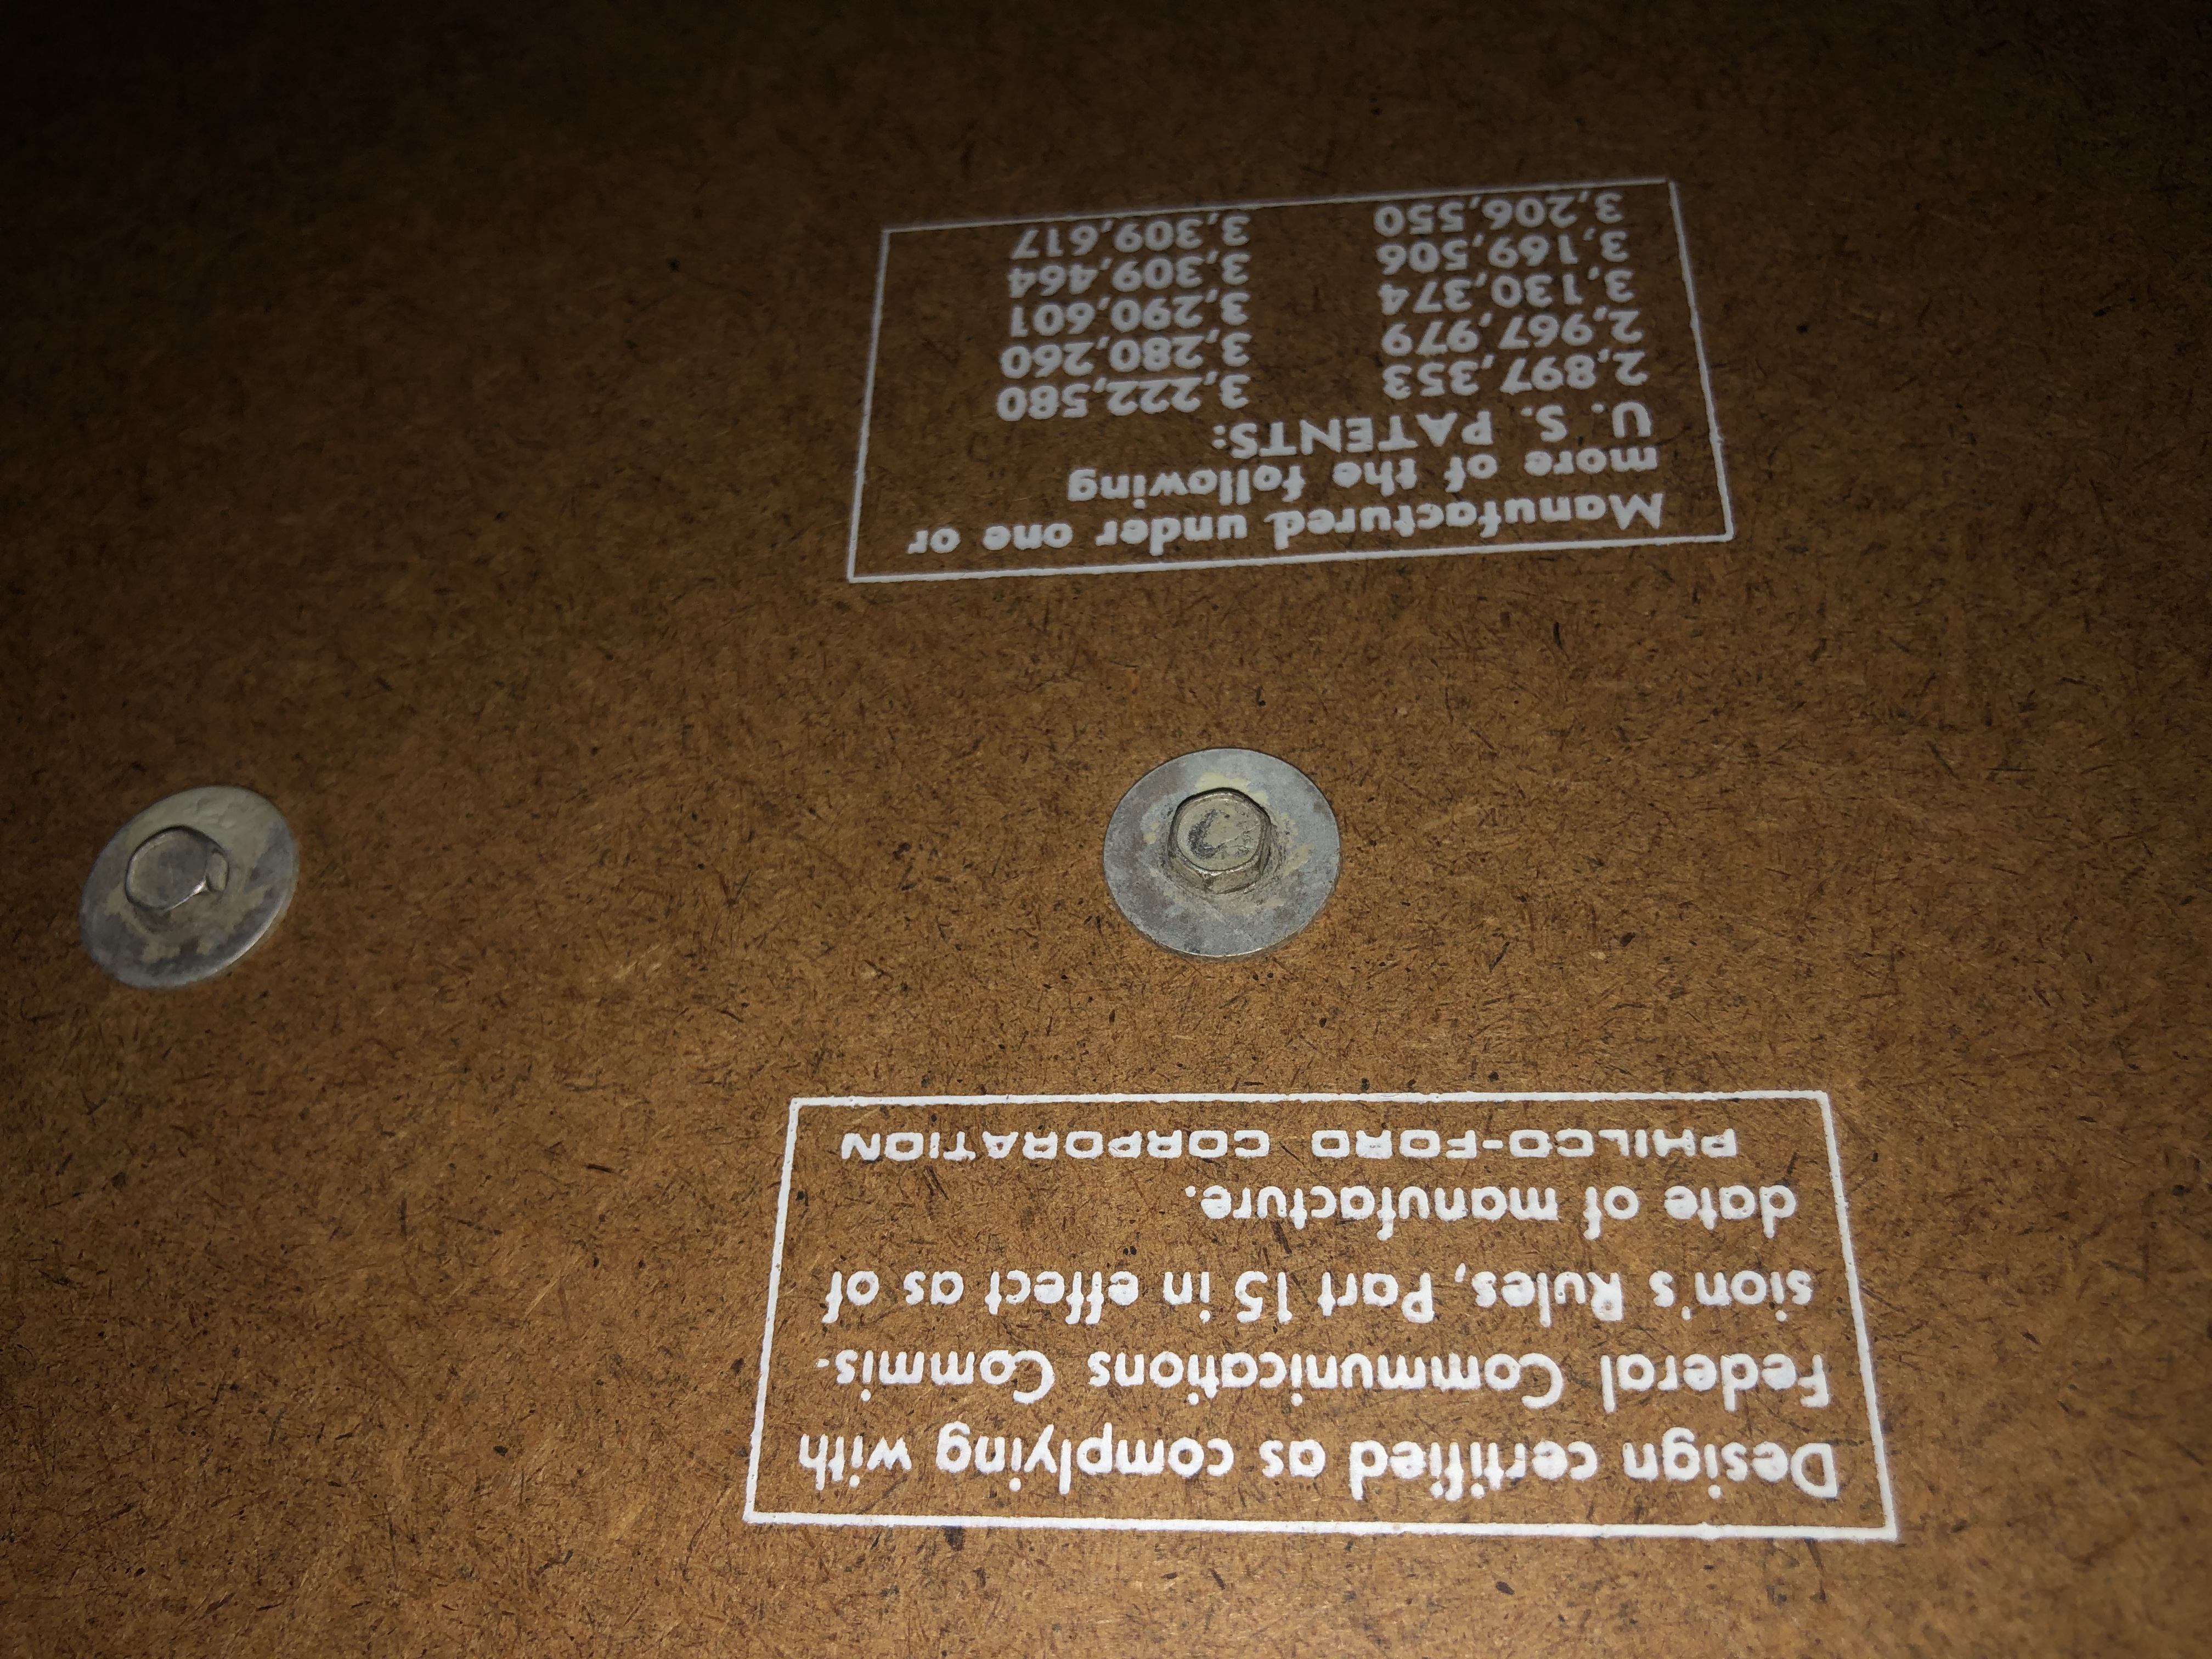 Design certified as complying with
Federal Communications Commis-
sion's Rules, Part 15 in effect as of
date of manufacture.
PHILCO-FORD CORPORATION
Manufactured under one or
more of the following
U. S. PATENTS:
2,897,353 3,222,580
2,967,979 3,280,260
3,130,374 3,290,601
3,169,506 3,309,464
3,206,550 3,309,617